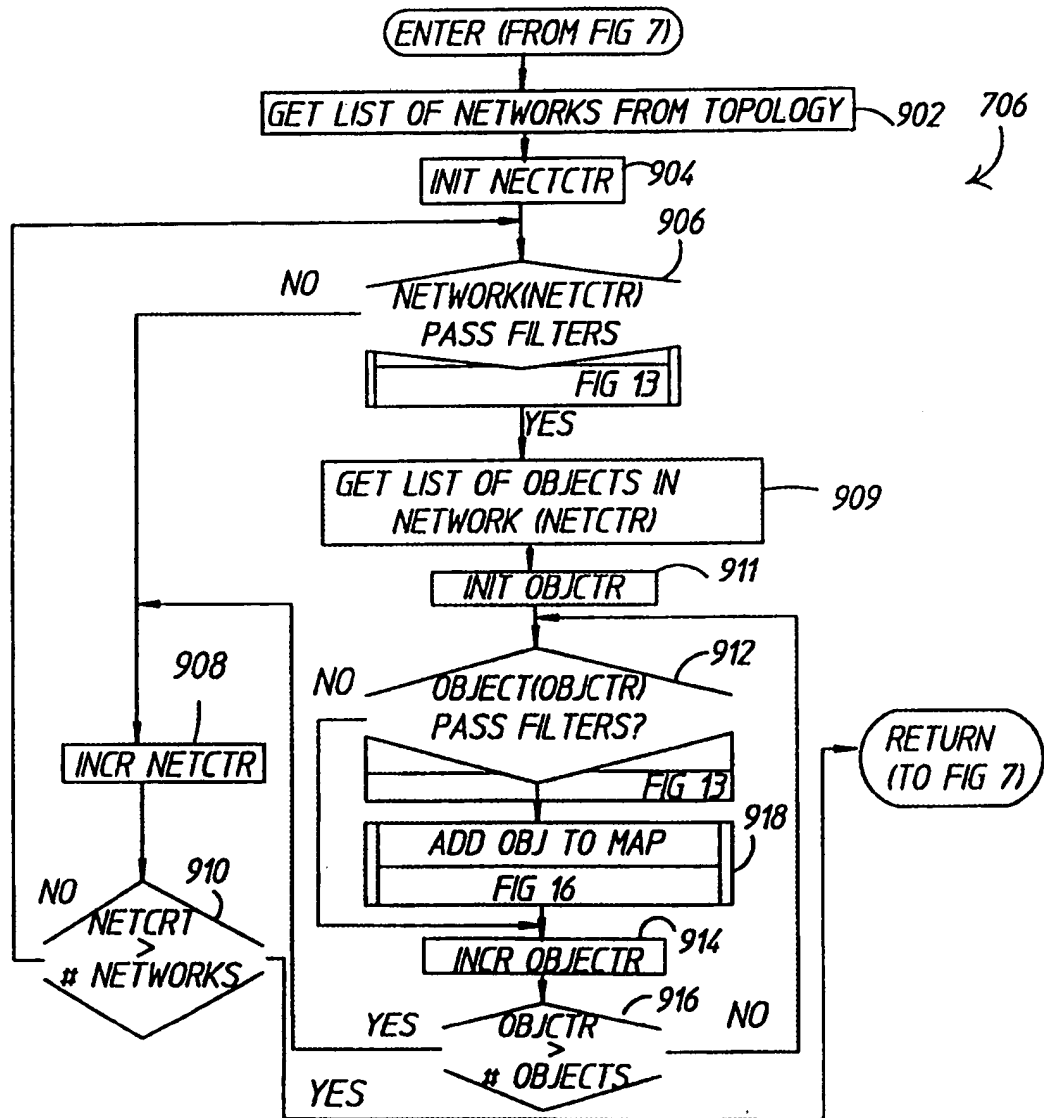 ENTER (FROM FIG 7)
GET LIST OF NETWORKS FROM TOPOLOGY
902
706
INIT NECTCTR
904
906
NO
NETWORK(NETCTR)
PASS FILTERS
FIG 13
YES
GET LIST OF OBJECTS IN
NETWORK (NETCTR)
909
INIT OBJCTR
911
912
NO
OBJECT(OBJCTR)
PASS FILTERS?
FIG 13
908
INCR NETCTR
RETURN
(TO FIG 7)
ADD OBJ TO MAP
918
FIG 16
NO
910
NETCRT
>
# NETWORKS
INCR OBJECTR
914
916
YES
OBJCTR
>
# OBJECTS
NO
YES